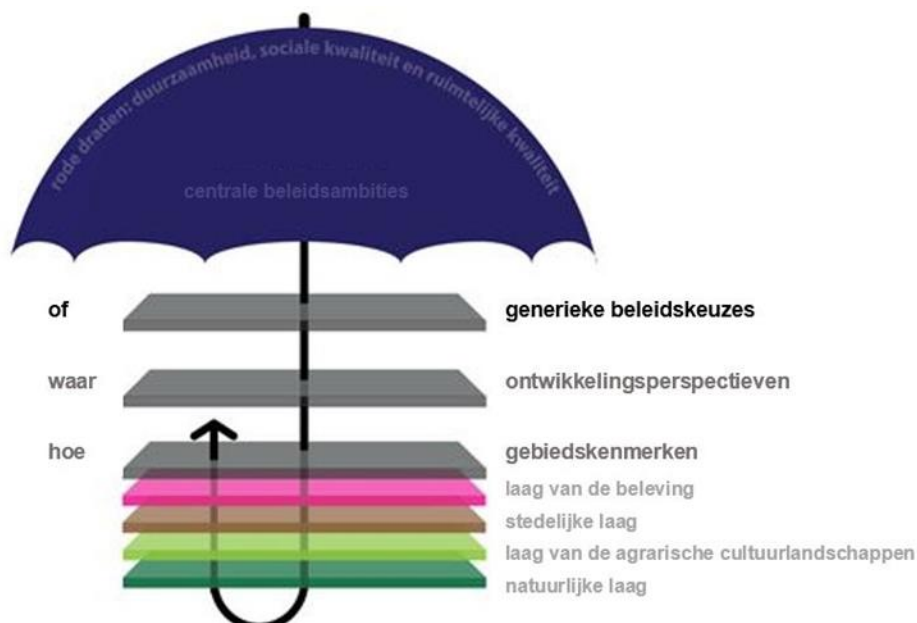 rode draden: duurzaamheid, sociale kwaliteit en ruimtelijke kwaliteit
centrale beleidsambities
of generieke beleidskeuzes
waar ontwikkelingsperspectieven
hoe gebiedskenmerken
laag van de beleving
stedelijke laag
laag van de agrarische cultuurlandschappen
natuurlijke laag